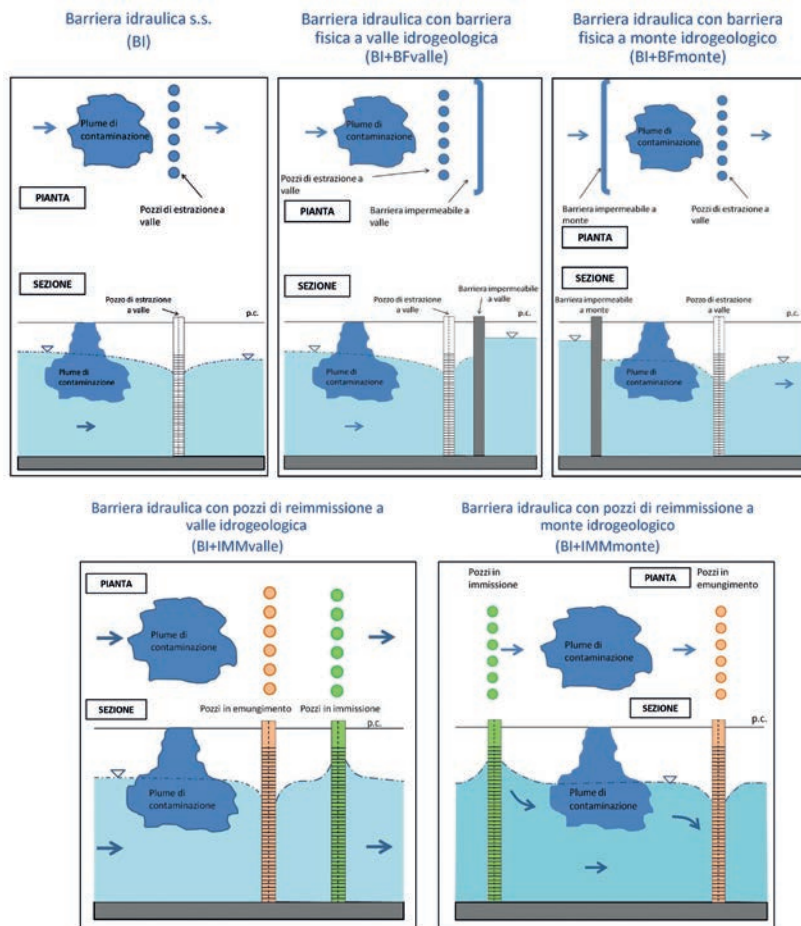 Barriera idraulica s.s.
(BI)
Plume di
contaminazione
Pozzi di estrazione a
valle
PIANTA
SEZIONE
Pozzo di estrazione
a valle
p.c.
Plume di
contaminazione
Barriera idraulica con barriera
fisica a valle idrogeologica
(BI+BFvalle)
Plume di
contaminazione
Pozzi di estrazione a
valle
PIANTA
Barriera impermeabile a
valle
SEZIONE
Barriera impermeabile
a valle
Pozzo di estrazione
a valle
p.c.
Plume di
contaminazione
Barriera idraulica con barriera
fisica a monte idrogeologico
(BI+BFmonte)
Plume di
contaminazione
Barriera impermeabile a
monte
Pozzi di estrazione a
valle
PIANTA
SEZIONE
Barriera impermeabile
a monte
Pozzo di estrazione
a valle
p.c.
Plume di
contaminazione
Barriera idraulica con pozzi di reimmissione a
valle idrogeologica
(BI+IMMvalle)
PIANTA
Plume di
contaminazione
SEZIONE
Pozzi in emungimento
Pozzi in immissione
p.c.
Plume di
contaminazione
Barriera idraulica con pozzi di reimmissione a
monte idrogeologico
(BI+IMMmonte)
Pozzi in
immissione
PIANTA
Pozzi in
emungimento
Plume di
contaminazione
SEZIONE
p.c.
Plume di
contaminazione